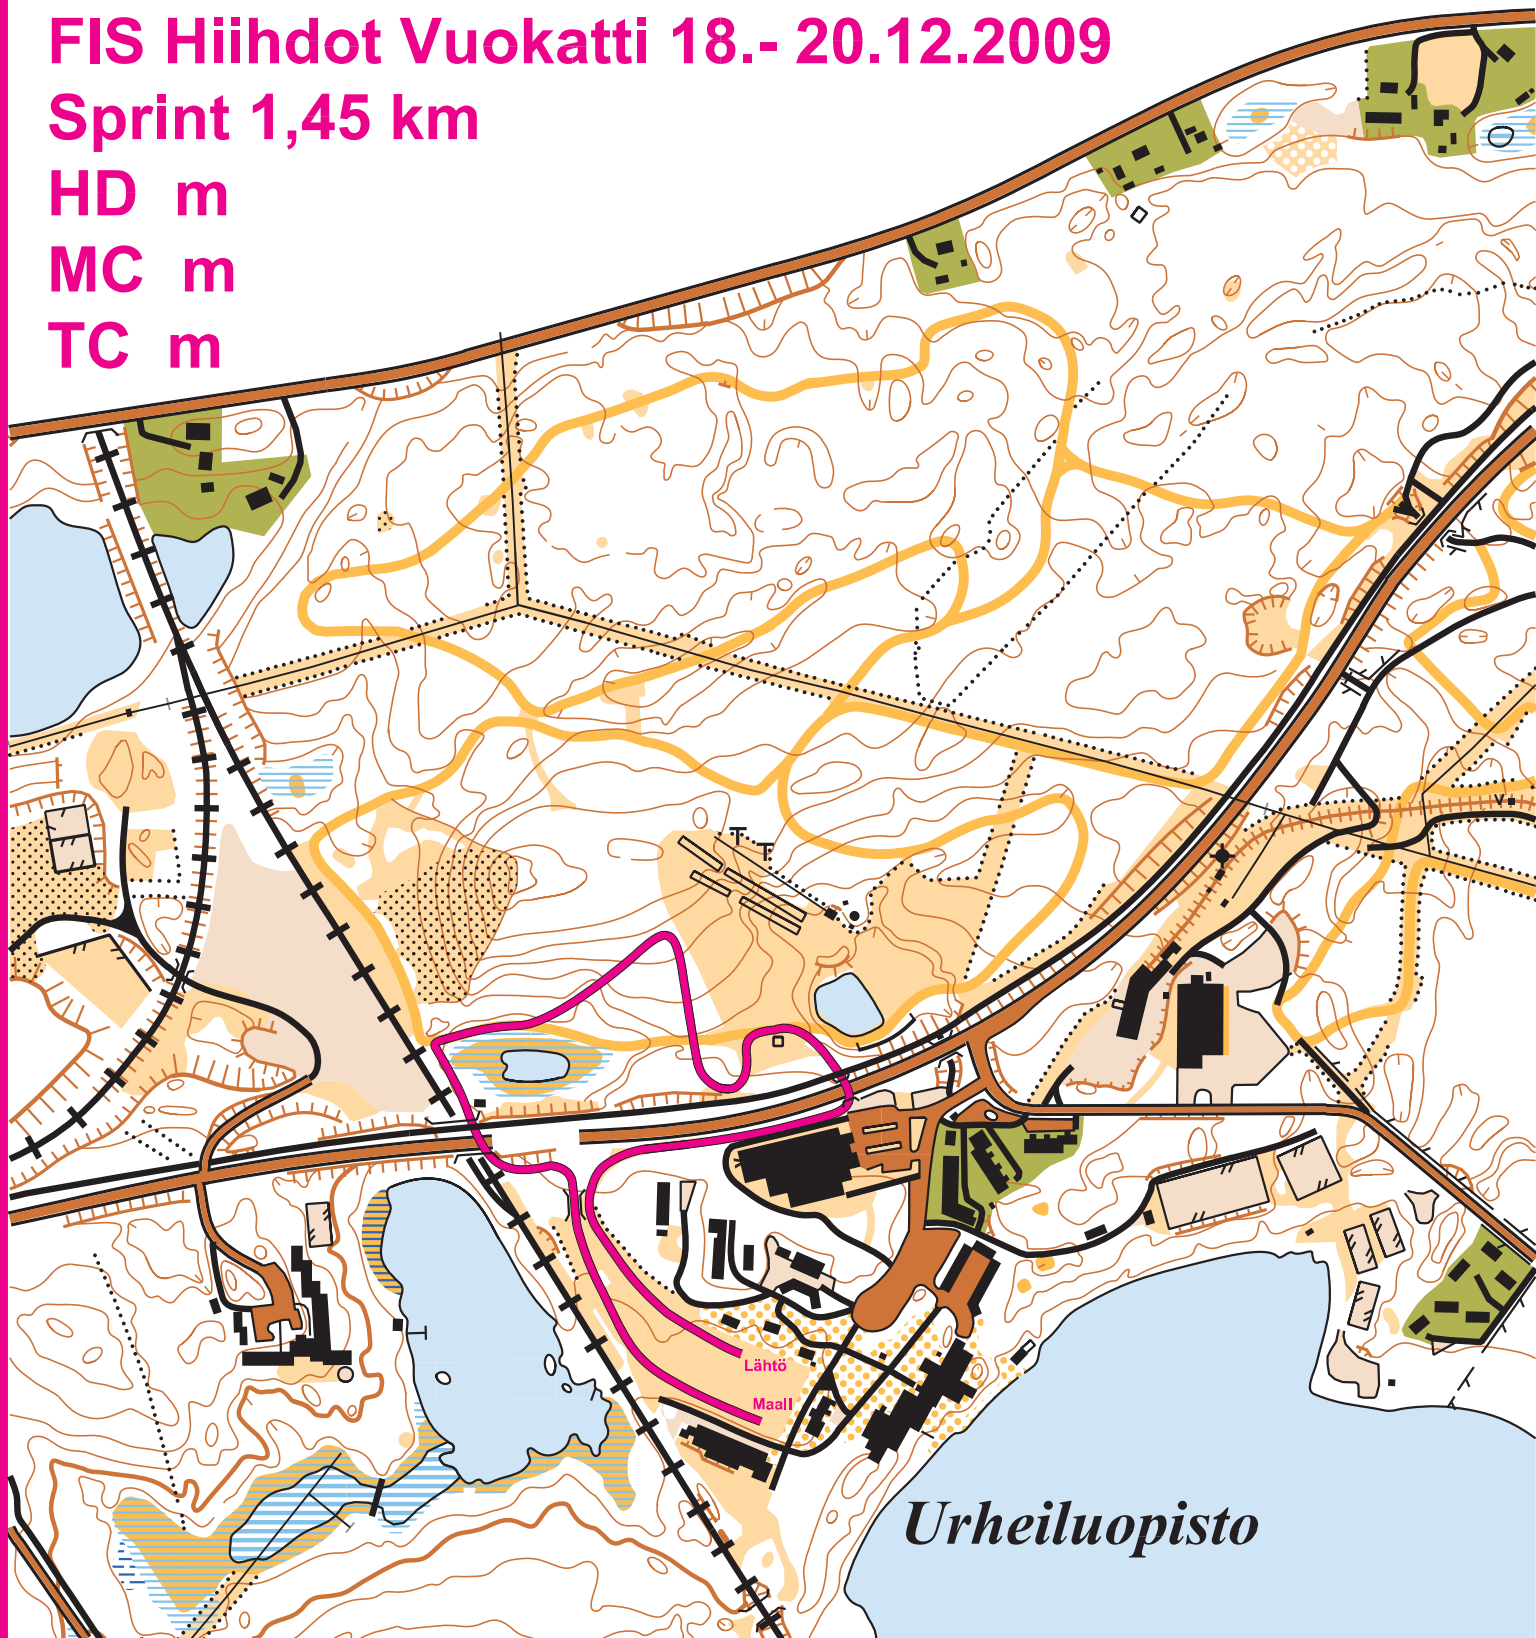 FIS Hiihdot Vuokatti 18.- 20.12.2009
Sprint 1,45 km
HD m
MC m
TC m
Lähtö
Maali
Urheiluopisto